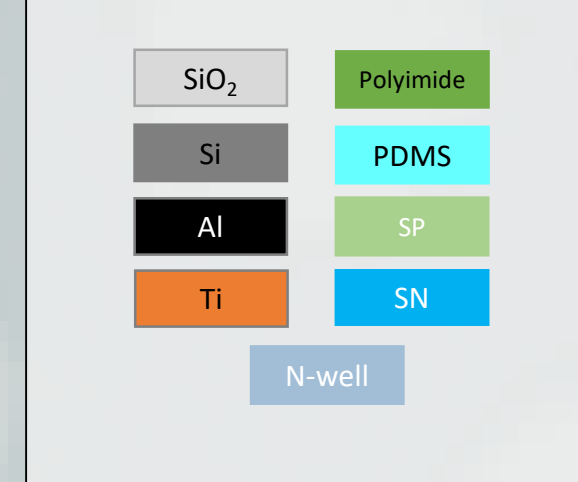 SiO₂
Polyimide
Si
PDMS
Al
SP
Ti
SN
N-well